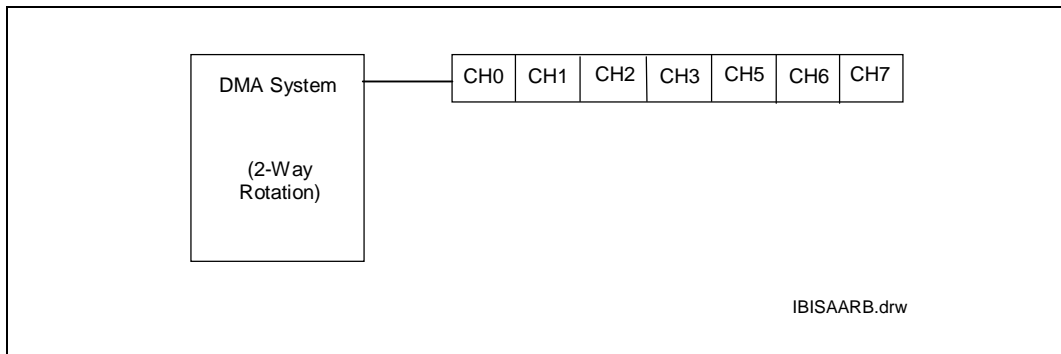 DMA System
(2-Way
Rotation)
CH0 CH1 CH2 CH3 CH5 CH6 CH7
IBISAARB.drw